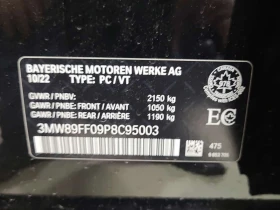 BAYERISCHE MOTOREN WERKE AG
10/22 TYPE: PC / VT
GVWR / PNBV: 2150 kg
GAWR / PNBE: FRONT / AVANT 1050 kg
GAWR / PNBE: REAR / ARRIÈRE 1190 kg
3MW89FF09P8C95003
EC
475